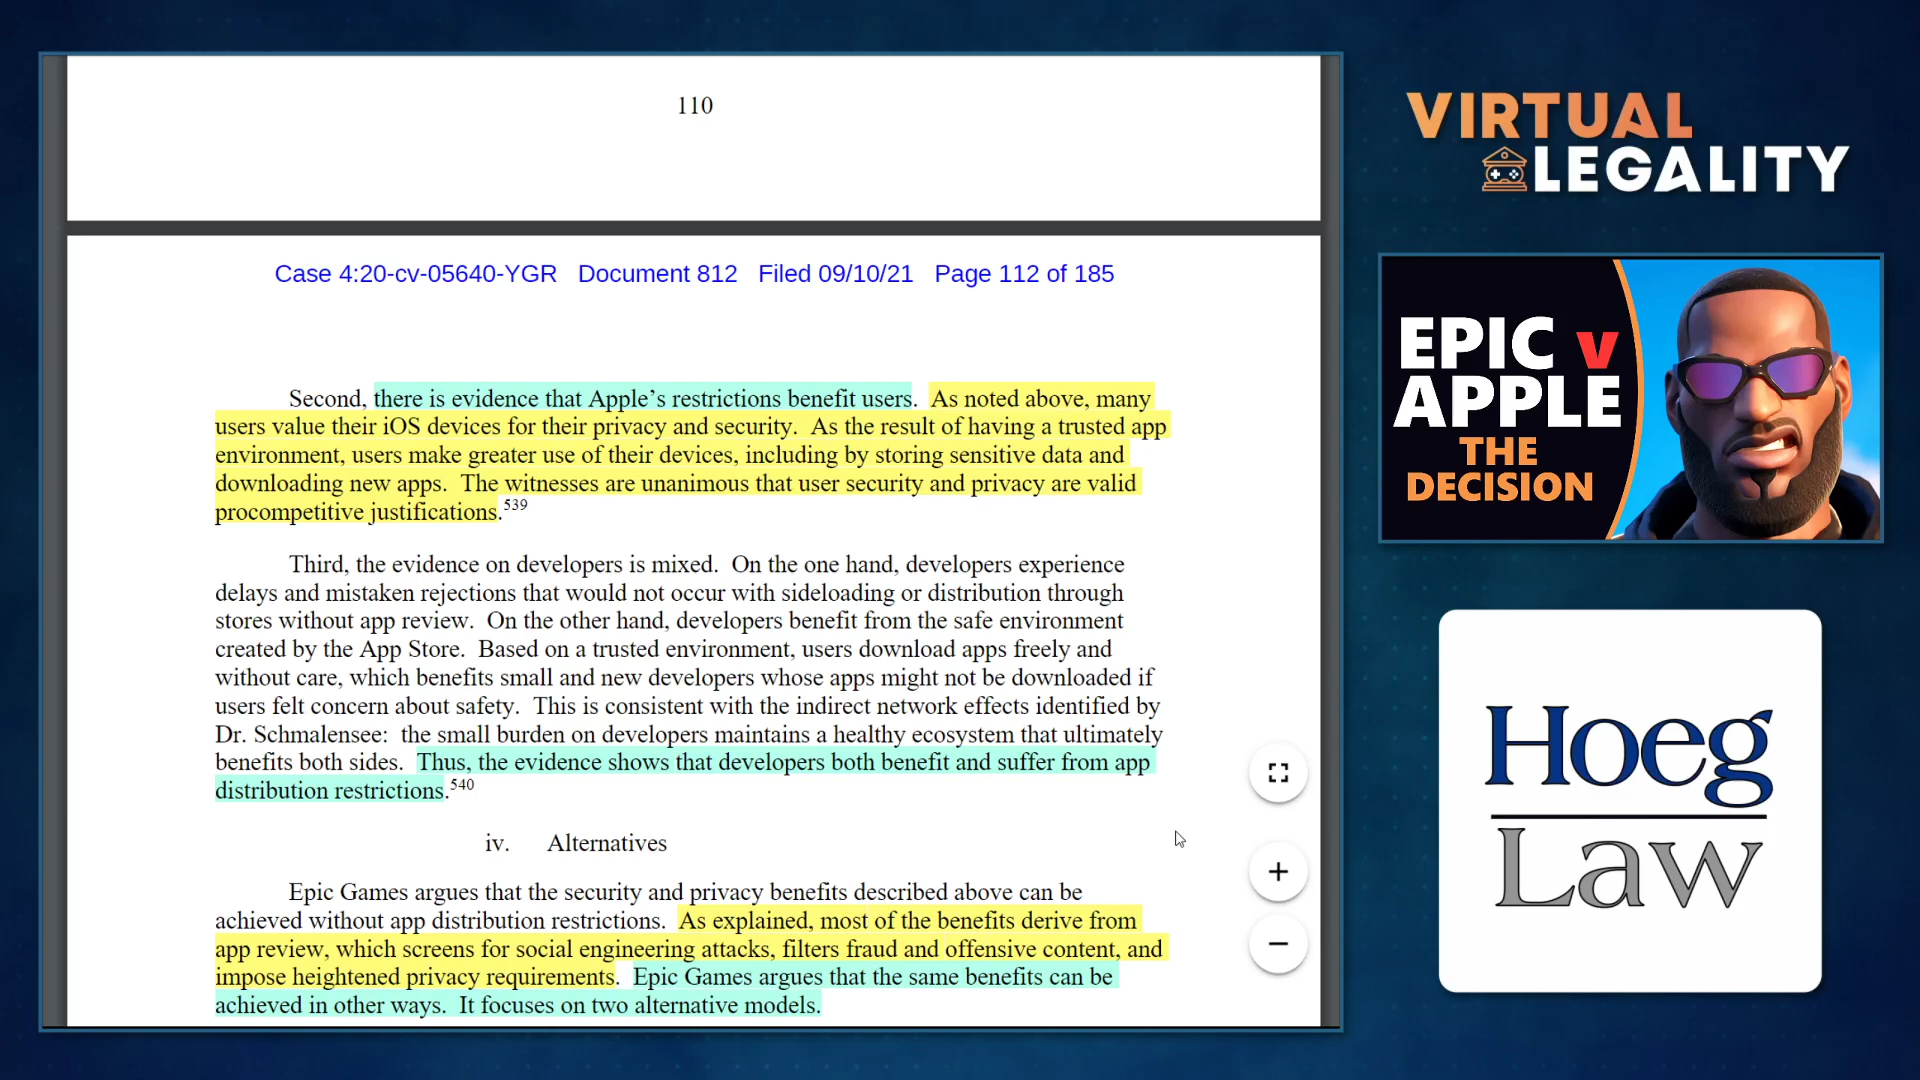 110
Case 4:20-cv-05640-YGR Document 812 Filed 09/10/21 Page 112 of 185
Second, there is evidence that Apple’s restrictions benefit users. As noted above, many
users value their iOS devices for their privacy and security. As the result of having a trusted app
environment, users make greater use of their devices, including by storing sensitive data and
downloading new apps. The witnesses are unanimous that user security and privacy are valid
procompetitive justifications.539
Third, the evidence on developers is mixed. On the one hand, developers experience
delays and mistaken rejections that would not occur with sideloading or distribution through
stores without app review. On the other hand, developers benefit from the safe environment
created by the App Store. Based on a trusted environment, users download apps freely and
without care, which benefits small and new developers whose apps might not be downloaded if
users felt concern about safety. This is consistent with the indirect network effects identified by
Dr. Schmalensee: the small burden on developers maintains a healthy ecosystem that ultimately
benefits both sides. Thus, the evidence shows that developers both benefit and suffer from app
distribution restrictions.540
iv. Alternatives
Epic Games argues that the security and privacy benefits described above can be
achieved without app distribution restrictions. As explained, most of the benefits derive from
app review, which screens for social engineering attacks, filters fraud and offensive content, and
impose heightened privacy requirements. Epic Games argues that the same benefits can be
achieved in other ways. It focuses on two alternative models.
VIRTUAL
LEGALITY
EPIC v
APPLE
THE
DECISION
Hoeg
Law